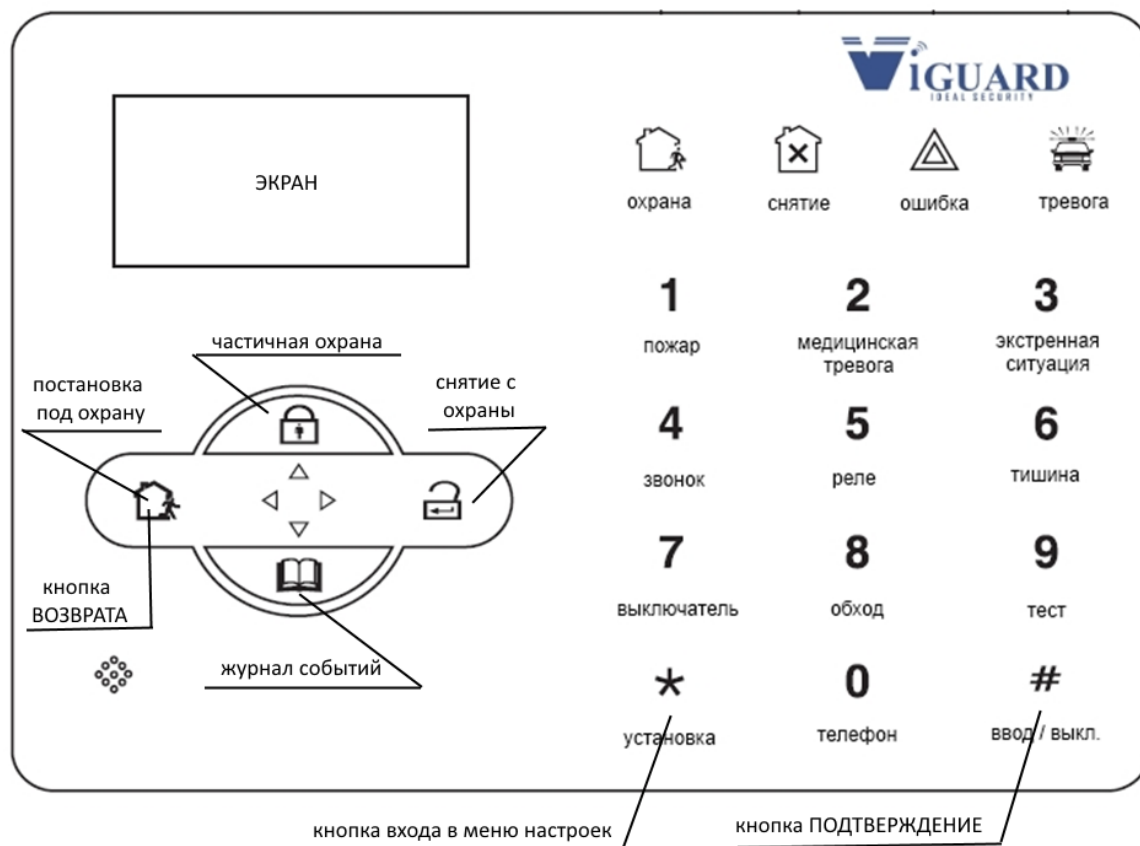 ViGUARD
IDEAL SECURITY
ЭКРАН
охрана
снятие
ошибка
тревога
1
2
3
пожар
медицинская
тревога
экстренная
ситуация
частичная охрана
постановка
под охрану
снятие с
охраны
4
5
6
звонок
реле
тишина
7
8
9
выключатель
обход
тест
кнопка
ВОЗВРАТА
журнал событий
*
0
#
установка
телефон
ввод / выкл.
кнопка входа в меню настроек
кнопка ПОДТВЕРЖДЕНИЕ